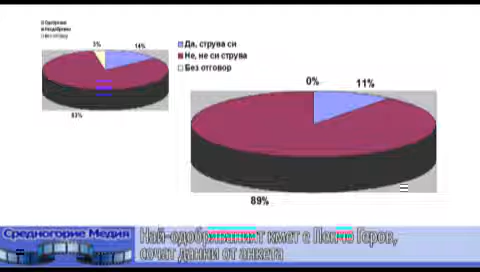 3%
14%
83%
Да, струва си
Не, не си струва
Без отговор
0%
11%
89%
Средногорие Медия
Най-одобряваният кмет е Пенчо Геров,
сочат данни от анкета